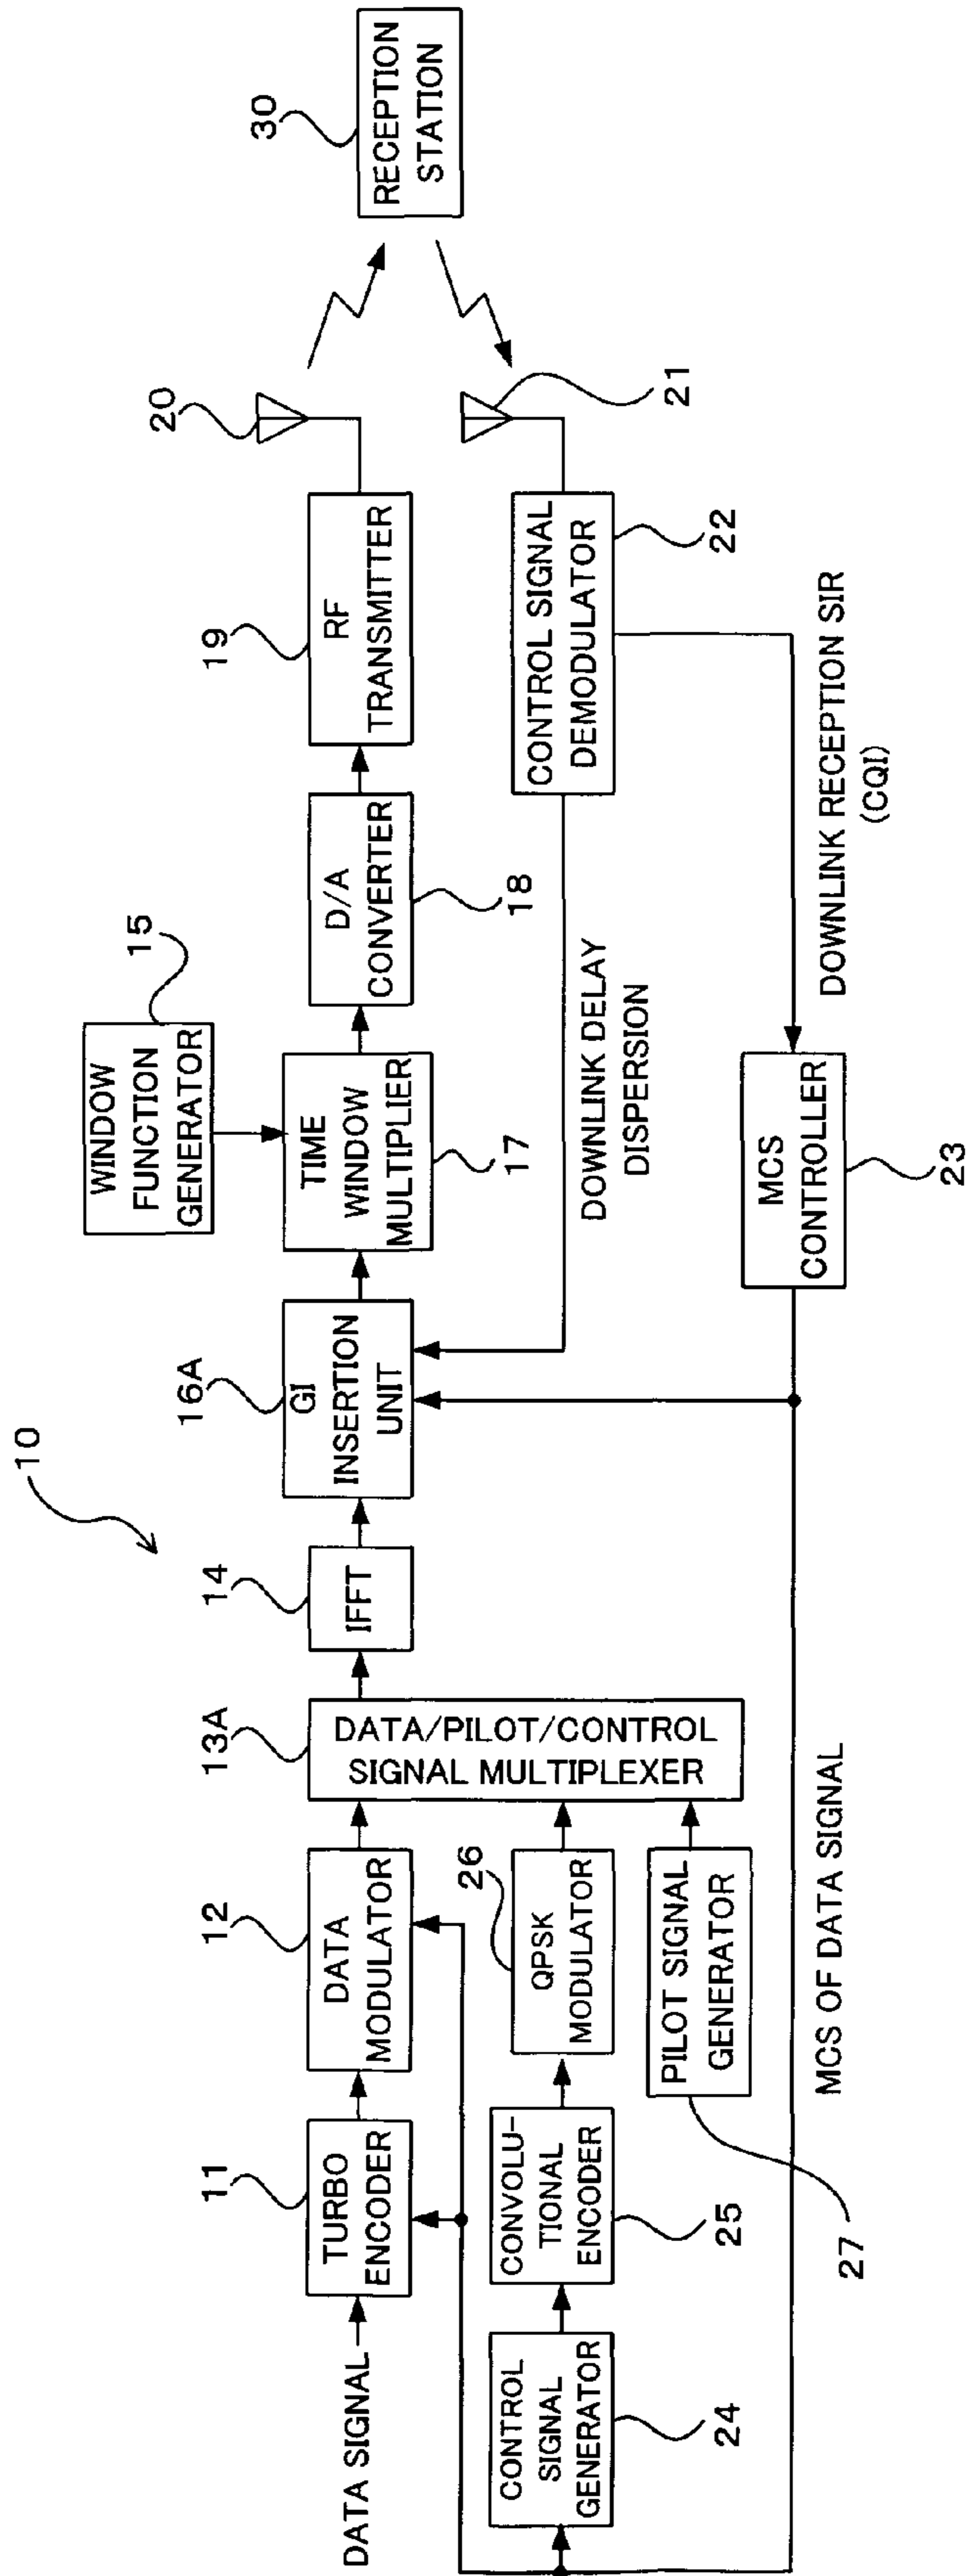 10
DATA SIGNAL
11
TURBO
ENCODER
12
DATA
MODULATOR
13A
DATA/PILOT/CONTROL
SIGNAL MULTIPLEXER
14
IFFT
16A
GI
INSERTION
UNIT
WINDOW
FUNCTION
GENERATOR
15
TIME
WINDOW
MULTIPLIER
17
D/A
CONVERTER
18
19
RF
TRANSMITTER
20
30
RECEPTION
STATION
21
CONTROL SIGNAL
DEMODULATOR
22
DOWNLINK DELAY
DISPERSION
DOWNLINK RECEPTION SIR
(CQI)
MCS
CONTROLLER
23
CONTROL
SIGNAL
GENERATOR
24
CONVOLU-
TIONAL
ENCODER
25
26
QPSK
MODULATOR
PILOT SIGNAL
GENERATOR
27
MCS OF DATA SIGNAL